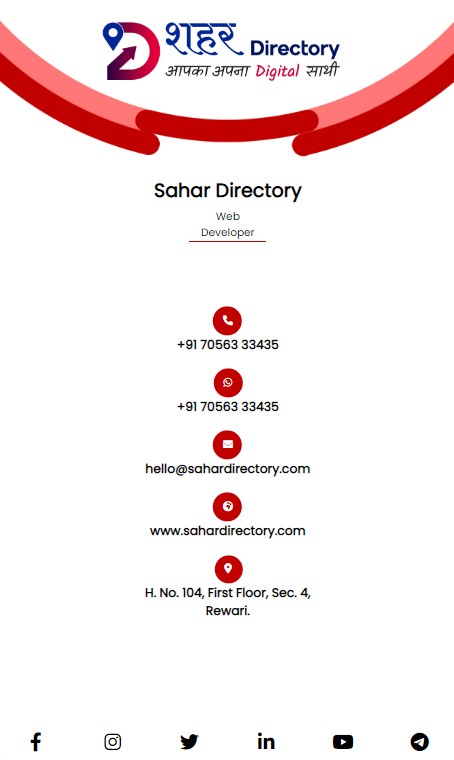 शहर Directory
आपका अपना Digital साथी
Sahar Directory
Web
Developer
+91 70563 33435
+91 70563 33435
hello@sahardirectory.com
www.sahardirectory.com
H. No. 104, First Floor, Sec. 4,
Rewari.